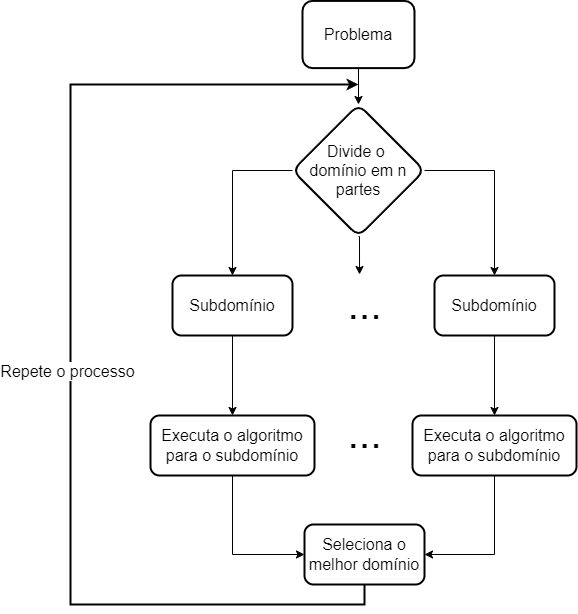 Problema
Divide o
domínio em n
partes
Subdomínio
...
Subdomínio
Repete o processo
Executa o algoritmo
para o subdomínio
...
Executa o algoritmo
para o subdomínio
Seleciona o
melhor domínio